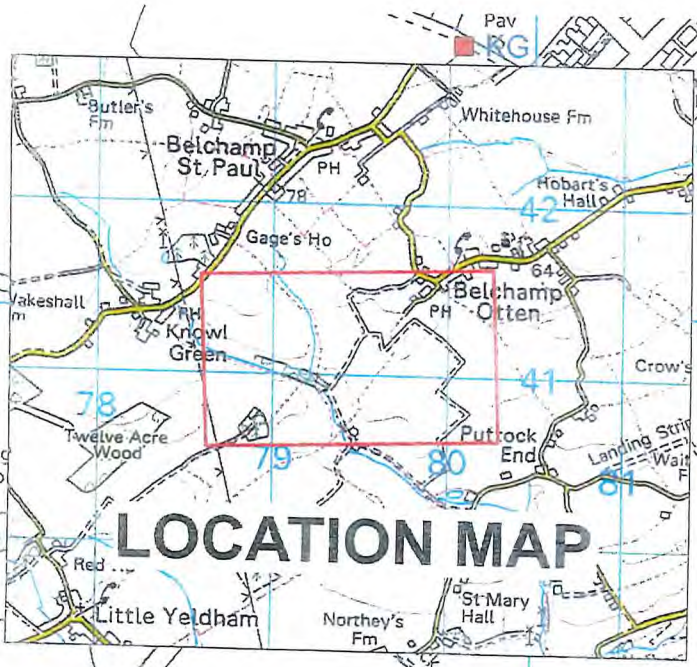 Pav
KG
Butler's
Fm
Whitehouse Fm
Belchamp
St Paul
PH
78
Hobart's
Hall
42
Gage's Ho
64
Belchamp
Otten
PH
PH
Knowl
Green
Crow's
41
78
Twelve Acre
Wood
79
80
Puttock
End
Landing Strip
81
LOCATION MAP
Red
Little Yeldham
Northey's
Fm
St Mary
Hall